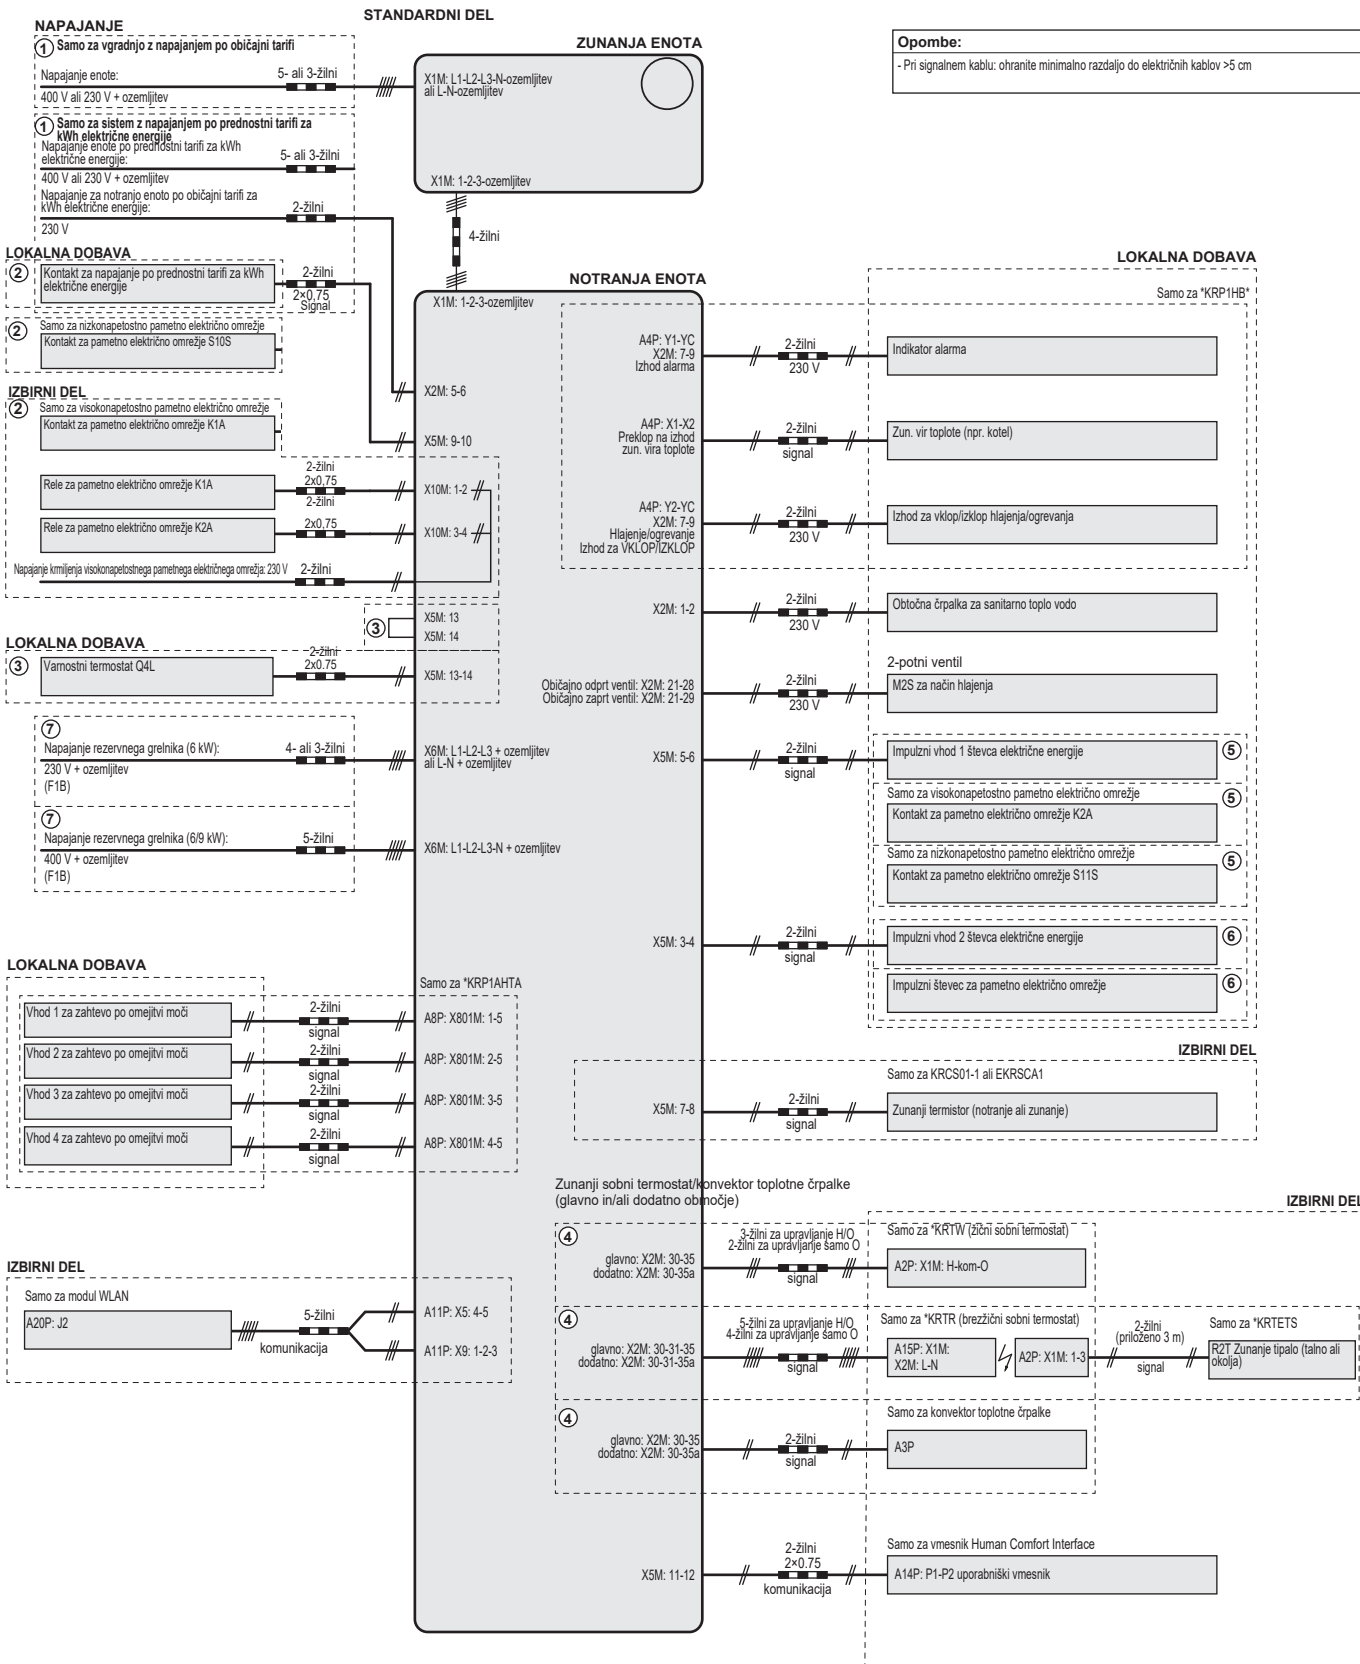 STANDARDNI DEL
NAPAJANJE
① Samo za vgradnjo z napajanjem po običajni tarifi
Napajanje enote:
5- ali 3-žilni
400 V ali 230 V + ozemljitev
① Samo za sistem z napajanjem po prednostni tarifi za
kWh električne energije
Napajanje enote po prednostni tarifi za kWh
električne energije:
5- ali 3-žilni
400 V ali 230 V + ozemljitev
Napajanje za notranjo enoto po običajni tarifi za
kWh električne energije:
2-žilni
230 V
ZUNANJA ENOTA
X1M: L1-L2-L3-N-ozemljitev
ali L-N-ozemljitev
X1M: 1-2-3-ozemljitev
4-žilni
Opombe:
- Pri signalnem kablu: ohranite minimalno razdaljo do električnih kablov >5 cm
LOKALNA DOBAVA
②
Kontakt za napajanje po prednostni tarifi za kWh
električne energije
2-žilni
2×0,75
Signal
②
Samo za nizkonapetostno pametno električno omrežje
Kontakt za pametno električno omrežje S10S
IZBIRNI DEL
②
Samo za visokonapetostno pametno električno omrežje
Kontakt za pametno električno omrežje K1A
Rele za pametno električno omrežje K1A
2-žilni
2x0,75
Rele za pametno električno omrežje K2A
2-žilni
2x0,75
Napajanje krmiljenja visokonapetostnega pametnega električnega omrežja: 230 V
2-žilni
LOKALNA DOBAVA
③
Varnostni termostat Q4L
2-žilni
2x0.75
⑦
Napajanje rezervnega grelnika (6 kW):
4- ali 3-žilni
230 V + ozemljitev
(F1B)
⑦
Napajanje rezervnega grelnika (6/9 kW):
5-žilni
400 V + ozemljitev
(F1B)
LOKALNA DOBAVA
Vhod 1 za zahtevo po omejitvi moči
2-žilni
signal
Vhod 2 za zahtevo po omejitvi moči
2-žilni
signal
Vhod 3 za zahtevo po omejitvi moči
2-žilni
signal
Vhod 4 za zahtevo po omejitvi moči
2-žilni
signal
IZBIRNI DEL
Samo za modul WLAN
A20P: J2
5-žilni
komunikacija
NOTRANJA ENOTA
X1M: 1-2-3-ozemljitev
X2M: 5-6
X5M: 9-10
X10M: 1-2
X10M: 3-4
③
X5M: 13
X5M: 14
X5M: 13-14
X6M: L1-L2-L3 + ozemljitev
ali L-N + ozemljitev
X6M: L1-L2-L3-N + ozemljitev
Samo za *KRP1AHTA
A8P: X801M: 1-5
A8P: X801M: 2-5
A8P: X801M: 3-5
A8P: X801M: 4-5
A11P: X5: 4-5
A11P: X9: 1-2-3
LOKALNA DOBAVA
Samo za *KRP1HB*
A4P: Y1-YC
X2M: 7-9
Izhod alarma
2-žilni
230 V
Indikator alarma
A4P: X1-X2
Preklop na izhod
zun. vira toplote
2-žilni
signal
Zun. vir toplote (npr. kotel)
A4P: Y2-YC
X2M: 7-9
Hlajenje/ogrevanje
Izhod za VKLOP/IZKLOP
2-žilni
230 V
Izhod za vklop/izklop hlajenja/ogrevanja
X2M: 1-2
2-žilni
230 V
Obtočna črpalka za sanitarno toplo vodo
Običajno odprt ventil: X2M: 21-28
Običajno zaprt ventil: X2M: 21-29
2-žilni
230 V
2-potni ventil
M2S za način hlajenja
X5M: 5-6
2-žilni
signal
Impulzni vhod 1 števca električne energije
⑤
Samo za visokonapetostno pametno električno omrežje
Kontakt za pametno električno omrežje K2A
⑤
Samo za nizkonapetostno pametno električno omrežje
Kontakt za pametno električno omrežje S11S
⑤
X5M: 3-4
2-žilni
signal
Impulzni vhod 2 števca električne energije
⑥
Impulzni števec za pametno električno omrežje
⑥
IZBIRNI DEL
Samo za KRCS01-1 ali EKRSCA1
X5M: 7-8
2-žilni
signal
Zunanji termistor (notranje ali zunanje)
Zunanji sobni termostat/konvektor toplotne črpalke
(glavno in/ali dodatno območje)
IZBIRNI DEL
④
glavno: X2M: 30-35
dodatno: X2M: 30-35a
3-žilni za upravljanje H/O
2-žilni za upravljanje samo O
signal
Samo za *KRTW (žični sobni termostat)
A2P: X1M: H-kom-O
④
glavno: X2M: 30-31-35
dodatno: X2M: 30-31-35a
5-žilni za upravljanje H/O
4-žilni za upravljanje samo O
signal
Samo za *KRTR (brezžični sobni termostat)
A15P: X1M:
X2M: L-N
A2P: X1M: 1-3
2-žilni
(priloženo 3 m)
signal
Samo za *KRTETS
R2T Zunanje tipalo (talno ali
okolja)
④
glavno: X2M: 30-35
dodatno: X2M: 30-35a
2-žilni
signal
Samo za konvektor toplotne črpalke
A3P
X5M: 11-12
2-žilni
2×0.75
komunikacija
Samo za vmesnik Human Comfort Interface
A14P: P1-P2 uporabniški vmesnik